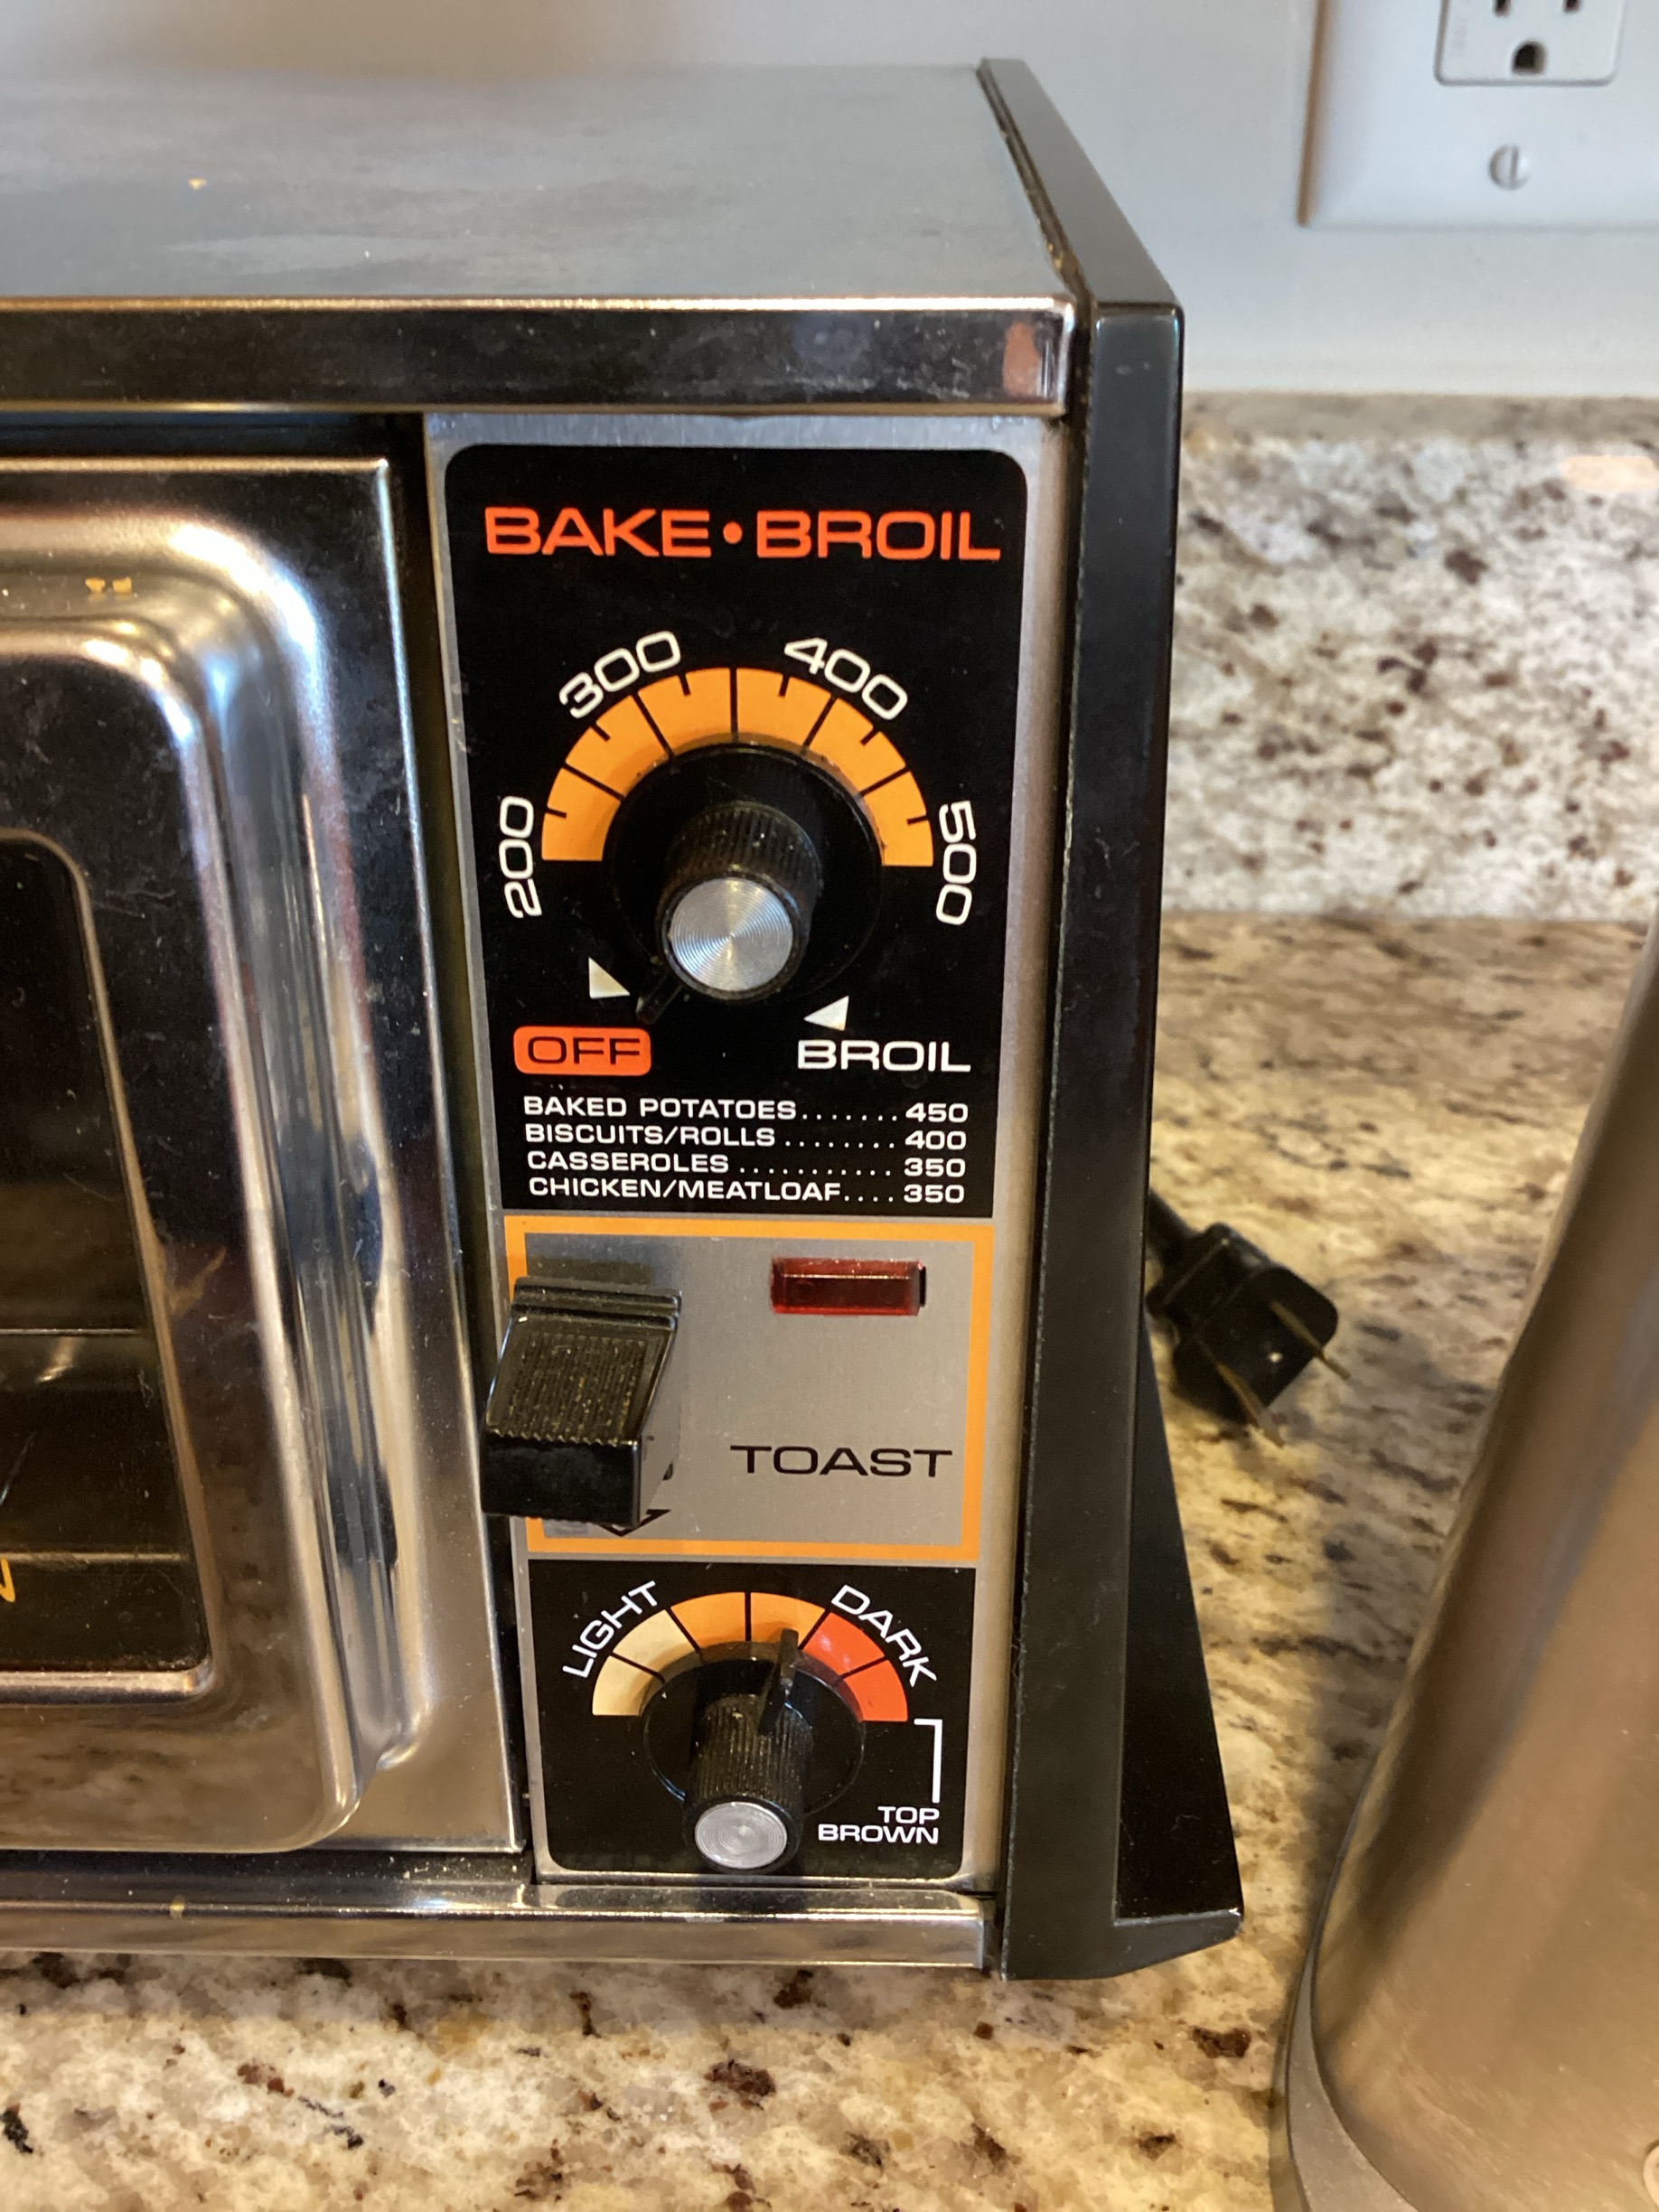 BAKE•BROIL
300 400
200 500
OFF BROIL
BAKED POTATOES.......450
BISCUITS/ROLLS ........400
CASSEROLES ...........350
CHICKEN/MEATLOAF....350
TOAST
LIGHT DARK
TOP
BROWN